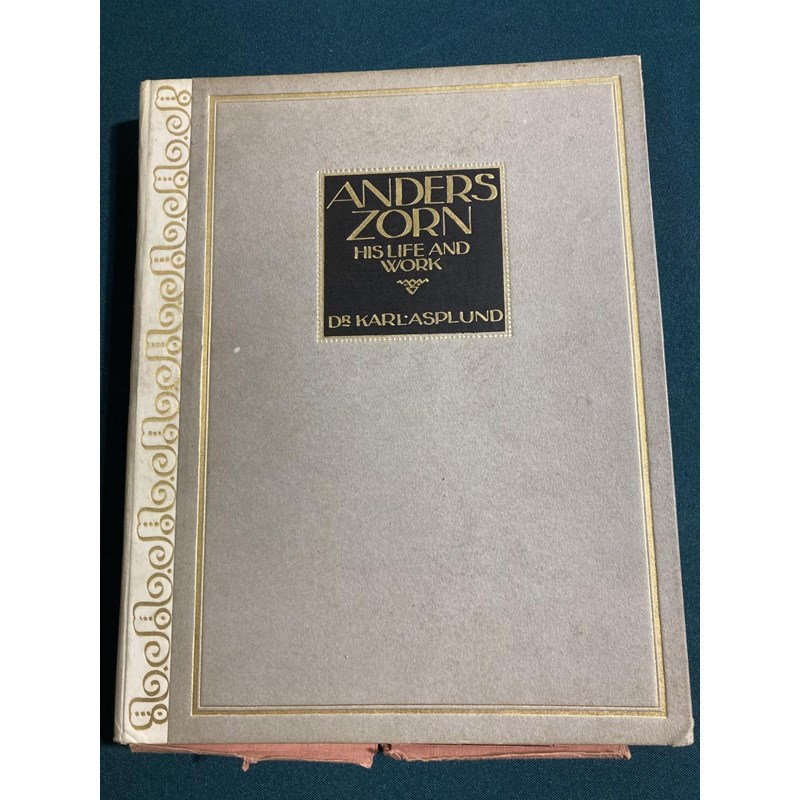 ANDERS
ZORN
HIS LIFE AND
WORK
DR KARL·ASPLUND